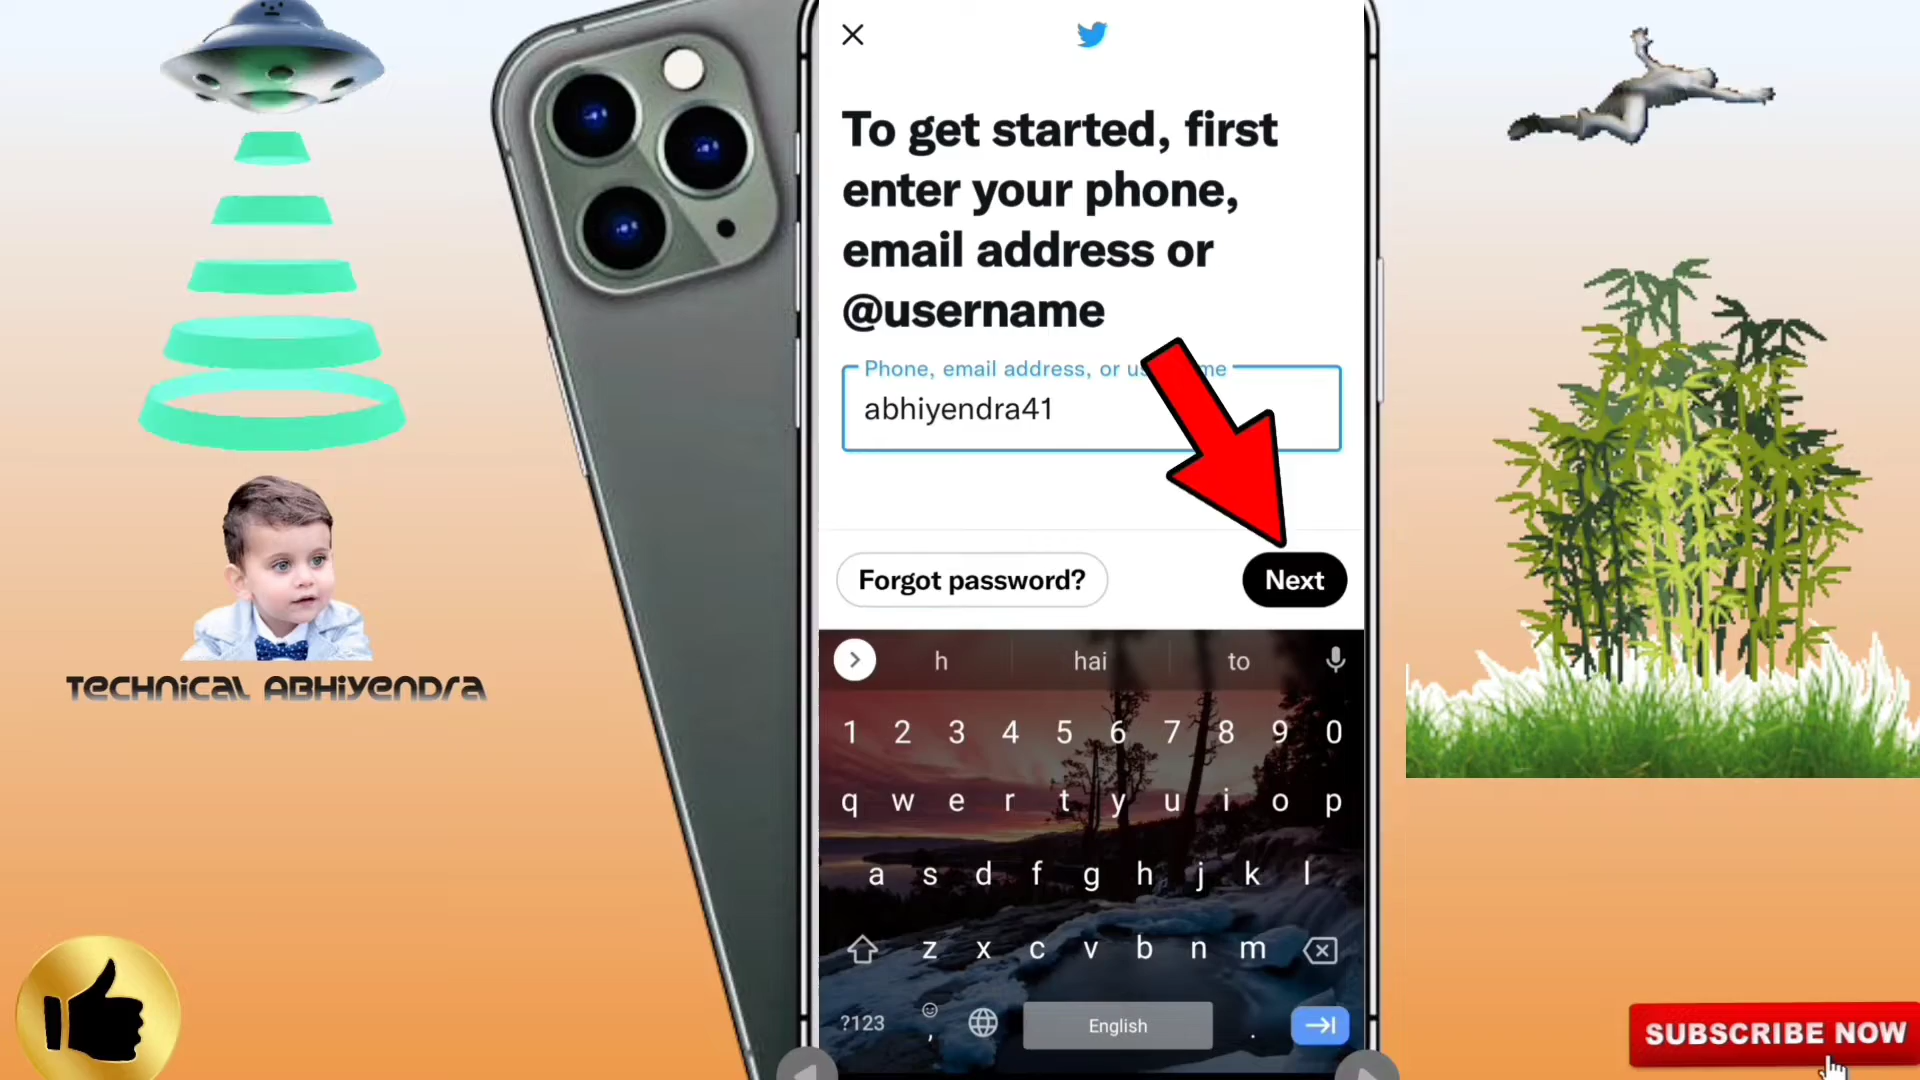 To get started, first
enter your phone,
email address or
@username
Phone, email address, or
abhiyendra41
Forgot password?
Next
h hai to
1 2 3 4 5 6 7 8 9 0
q w e r t y u i o p
a s d f g h j k l
z x c v b n m
?123 , English .
TECHNICAL ABHIYENDRA
SUBSCRIBE NOW